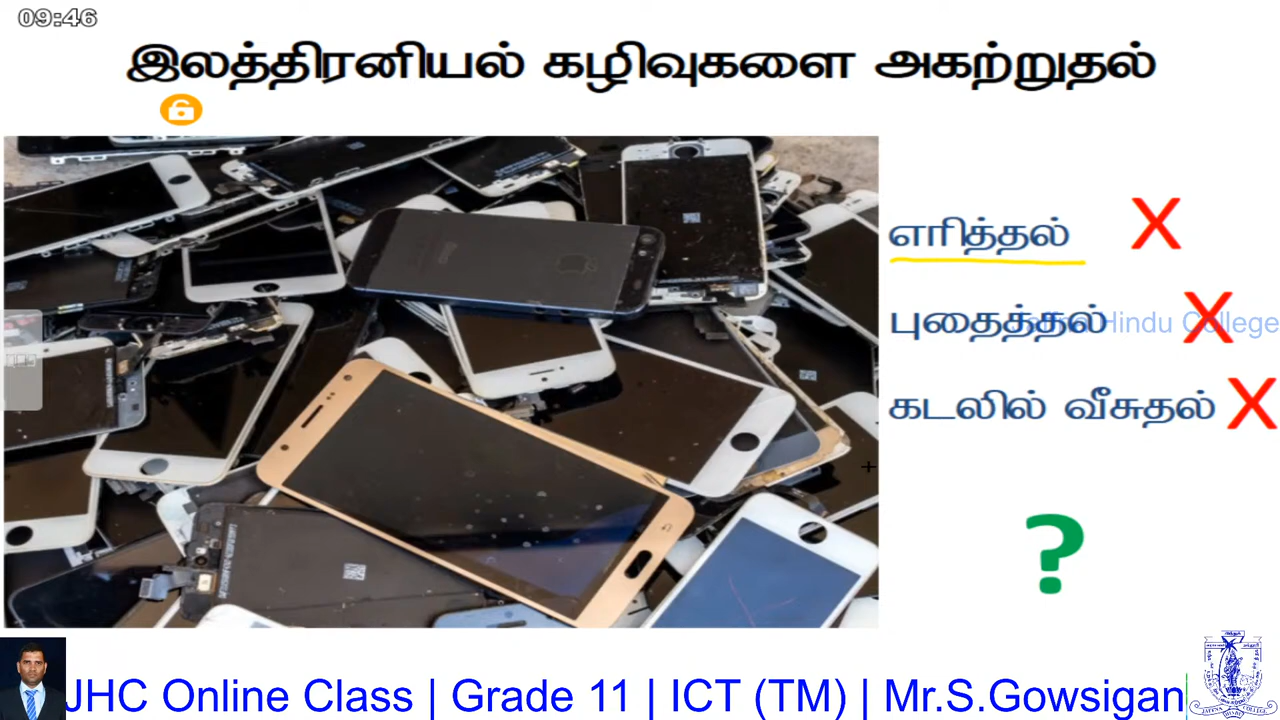 09:46
இலத்திரனியல் கழிவுகளை அகற்றுதல்
எரித்தல் X
புதைத்தல் X
Jaffna Hindu College
கடலில் வீசுதல் X
?
JHC Online Class | Grade 11 | ICT (TM) | Mr.S.Gowsigan